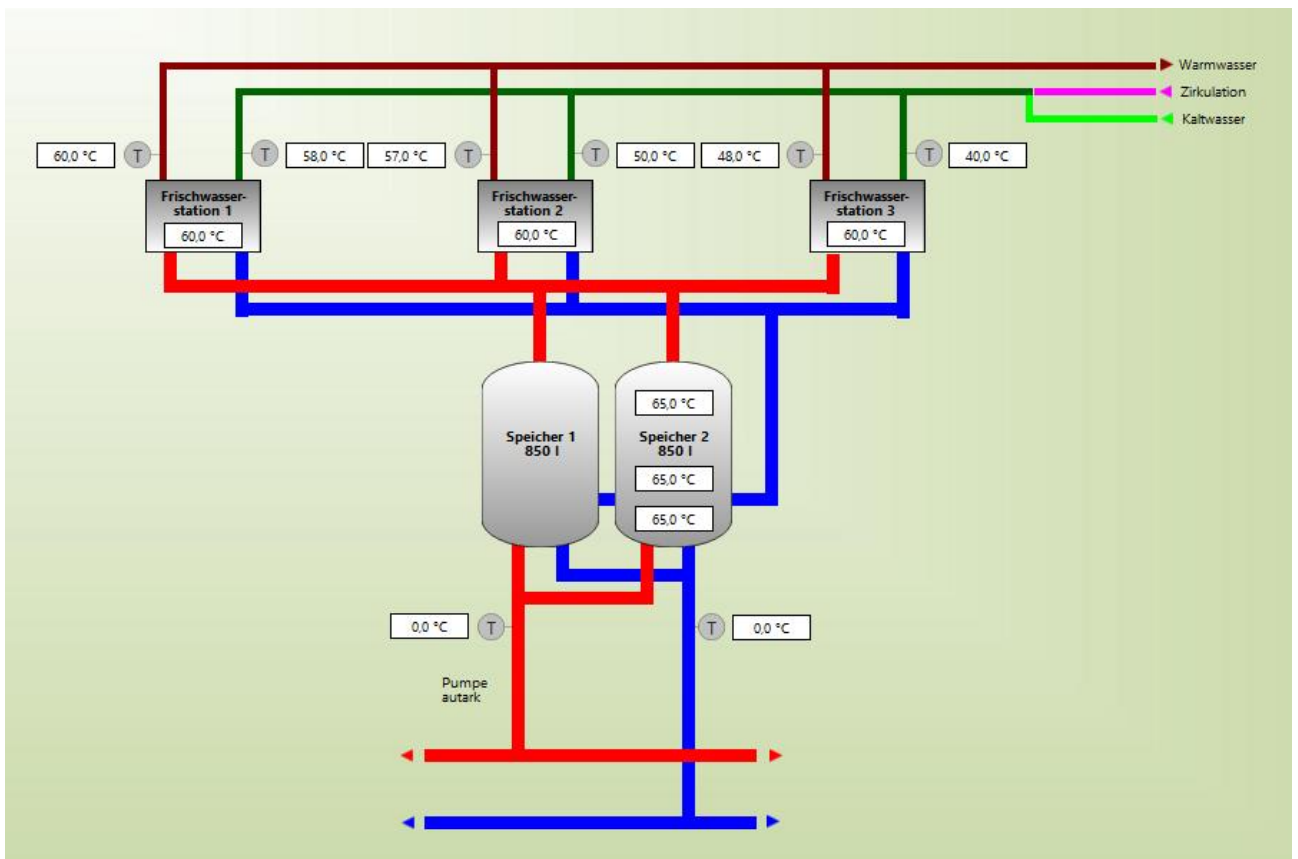 Warmwasser
Zirkulation
Kaltwasser
60,0 °C
T
T
58,0 °C
57,0 °C
T
T
50,0 °C
48,0 °C
T
T
40,0 °C
Frischwasser-
station 1
60,0 °C
Frischwasser-
station 2
60,0 °C
Frischwasser-
station 3
60,0 °C
Speicher 1
850 l
65,0 °C
Speicher 2
850 l
65,0 °C
65,0 °C
0,0 °C
T
T
0,0 °C
Pumpe
autark